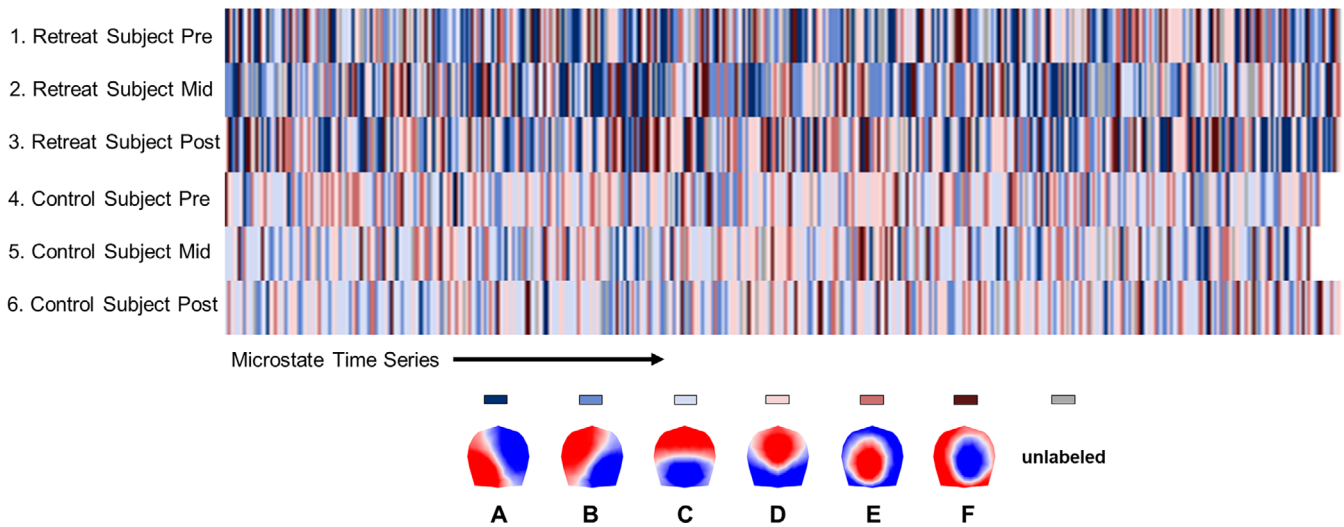 1. Retreat Subject Pre
2. Retreat Subject Mid
3. Retreat Subject Post
4. Control Subject Pre
5. Control Subject Mid
6. Control Subject Post
Microstate Time Series
unlabeled
A B C D E F